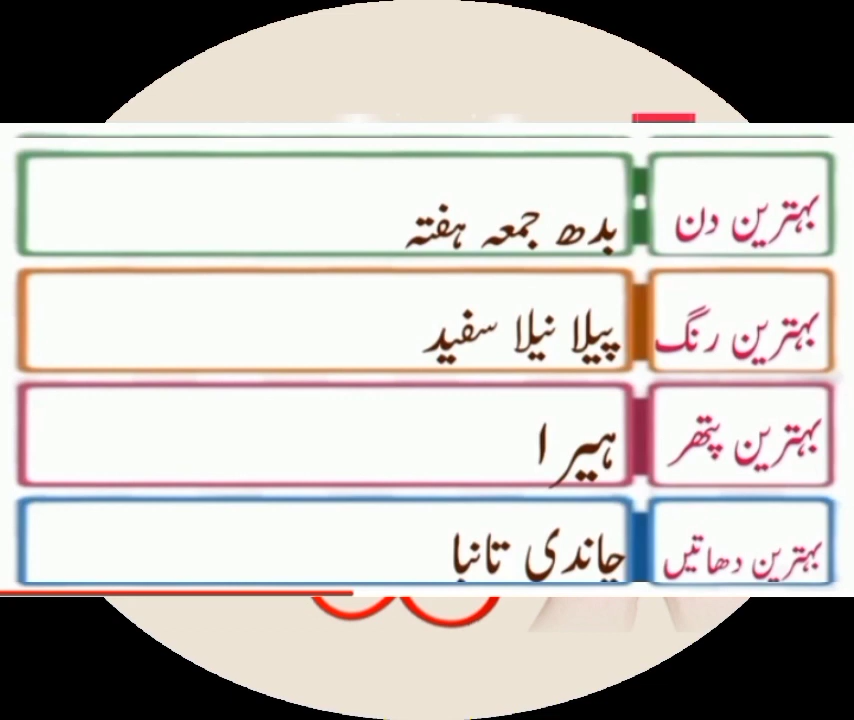 بہترین دن بدھ جمعہ ہفتہ
بہترین رنگ پیلا نیلا سفید
بہترین پتھر ہیرا
بہترین دھاتیں چاندی تانبا